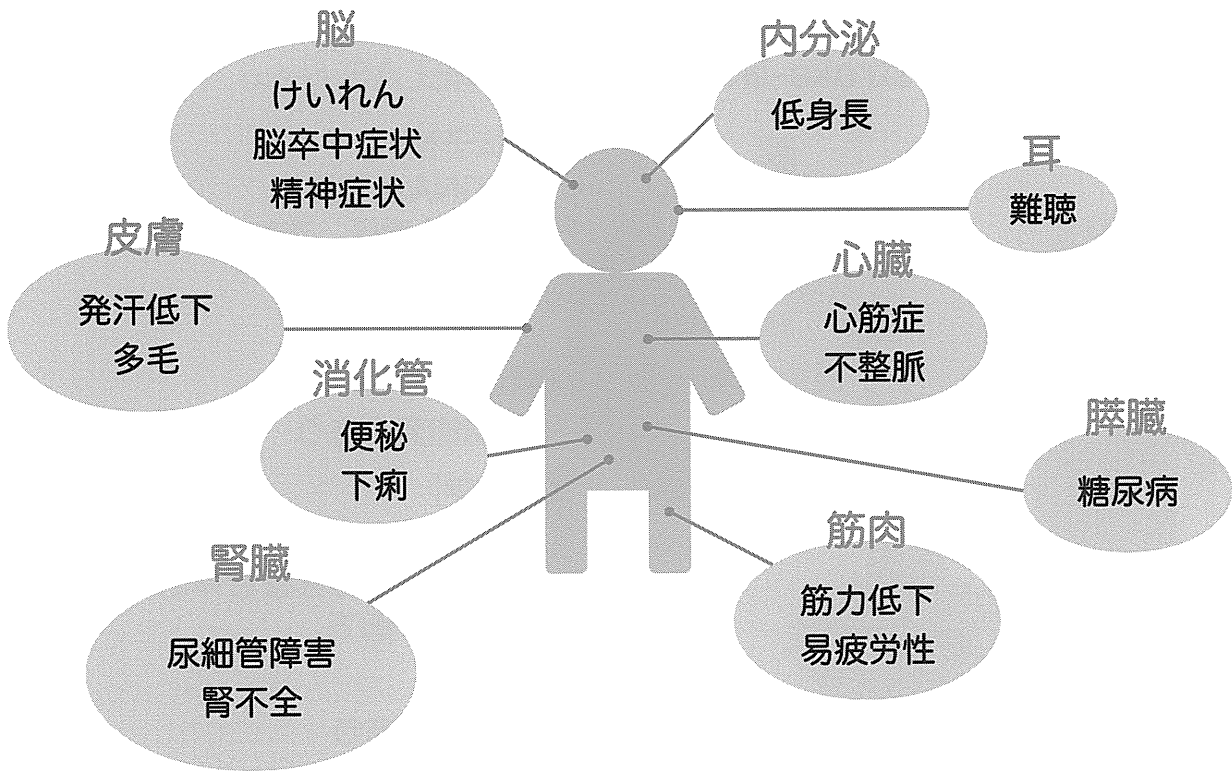 脳
けいれん
脳卒中症状
精神症状
内分泌
低身長
耳
難聴
皮膚
発汗低下
多毛
心臓
心筋症
不整脈
消化管
便秘
下痢
膵臓
糖尿病
腎臓
尿細管障害
腎不全
筋肉
筋力低下
易疲労性